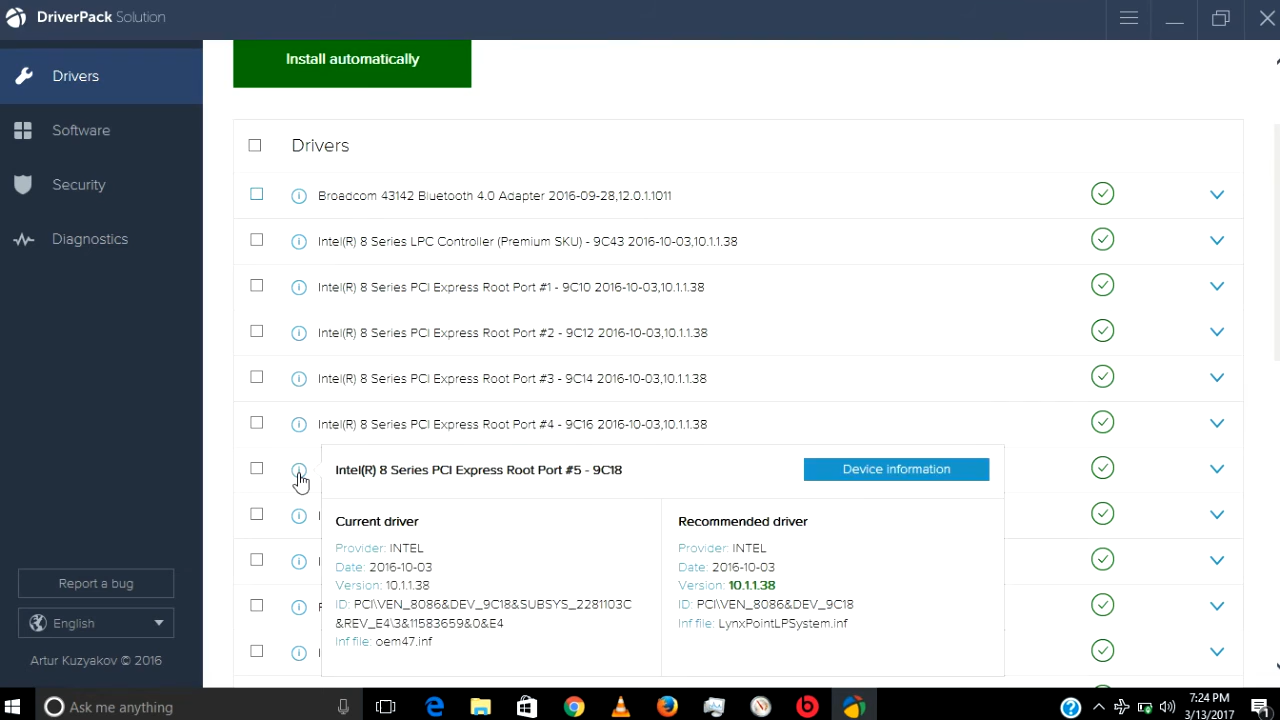 DriverPack Solution
Install automatically
Drivers
Software
Security
Diagnostics
Drivers
Broadcom 43142 Bluetooth 4.0 Adapter 2016-09-28,12.0.1.1011
Intel(R) 8 Series LPC Controller (Premium SKU) - 9C43 2016-10-03,10.1.1.38
Intel(R) 8 Series PCI Express Root Port #1 - 9C10 2016-10-03,10.1.1.38
Intel(R) 8 Series PCI Express Root Port #2 - 9C12 2016-10-03,10.1.1.38
Intel(R) 8 Series PCI Express Root Port #3 - 9C14 2016-10-03,10.1.1.38
Intel(R) 8 Series PCI Express Root Port #4 - 9C16 2016-10-03,10.1.1.38
Intel(R) 8 Series PCI Express Root Port #5 - 9C18
Device information
Current driver
Provider: INTEL
Date: 2016-10-03
Version: 10.1.1.38
ID: PCI\VEN_8086&DEV_9C18&SUBSYS_2281103C
&REV_E4\3&11583659&0&E4
Inf file: oem47.inf
Recommended driver
Provider: INTEL
Date: 2016-10-03
Version: 10.1.1.38
ID: PCI\VEN_8086&DEV_9C18
Inf file: LynxPointLPSystem.inf
Report a bug
English
Artur Kuzyakov © 2016
Ask me anything
7:24 PM
3/13/2017
1